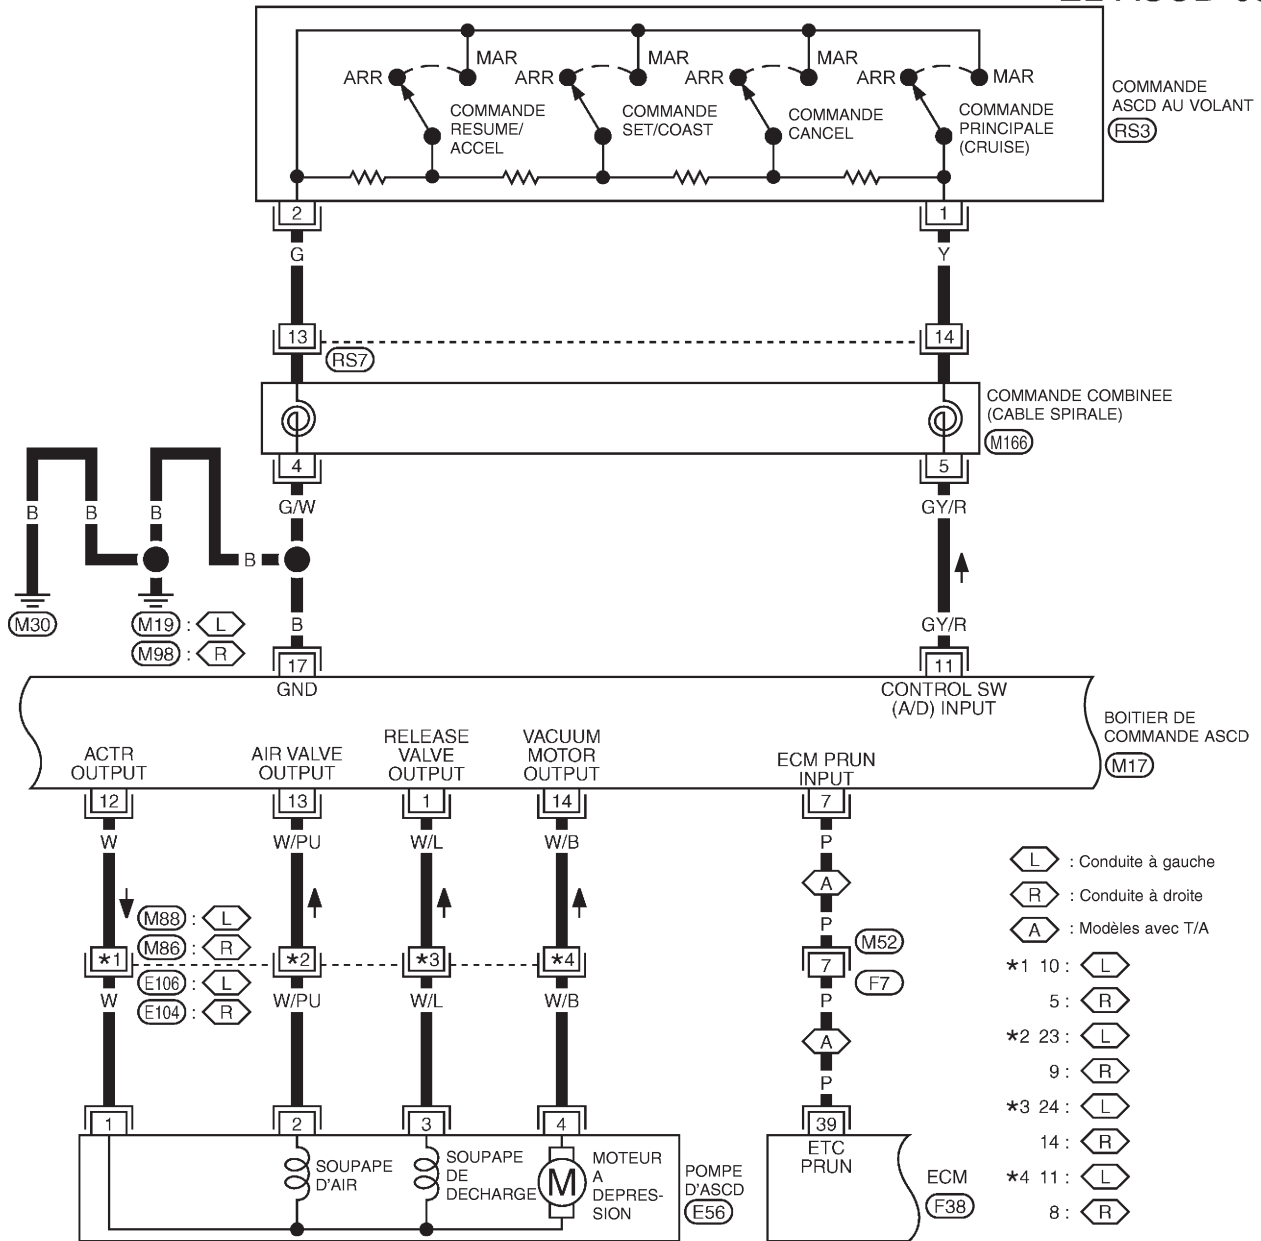 MAR MAR MAR
ARR ARR ARR ARR MAR
COMMANDE
RESUME/
ACCEL
COMMANDE
SET/COAST
COMMANDE
CANCEL
COMMANDE
PRINCIPALE
(CRUISE)
COMMANDE
ASCD AU VOLANT
RS3
2 1
G Y
13 14
RS7
COMMANDE COMBINEE
(CABLE SPIRALE)
M166
4 5
G/W GY/R
B B B
B
M30
M19 : L
M98 : R
B GY/R
17 11
GND
CONTROL SW
(A/D) INPUT
BOITIER DE
COMMANDE ASCD
M17
ACTR
OUTPUT
AIR VALVE
OUTPUT
RELEASE
VALVE
OUTPUT
VACUUM
MOTOR
OUTPUT
ECM PRUN
INPUT
12 13 1 14 7
W W/PU W/L W/B P
A
P
M88 : L
M86 : R
*1 *2 *3 *4
E106 : L
E104 : R
W W/PU W/L W/B
M52
7
F7
P
A
P
L : Conduite à gauche
R : Conduite à droite
A : Modèles avec T/A
*1 10 : L
5 : R
*2 23 : L
9 : R
*3 24 : L
14 : R
*4 11 : L
8 : R
1 2 3 4 39
SOUPAPE
D'AIR
SOUPAPE
DE
DECHARGE
M
MOTEUR
A
DEPRES-
SION
POMPE
D'ASCD
E56
ETC
PRUN
ECM
F38